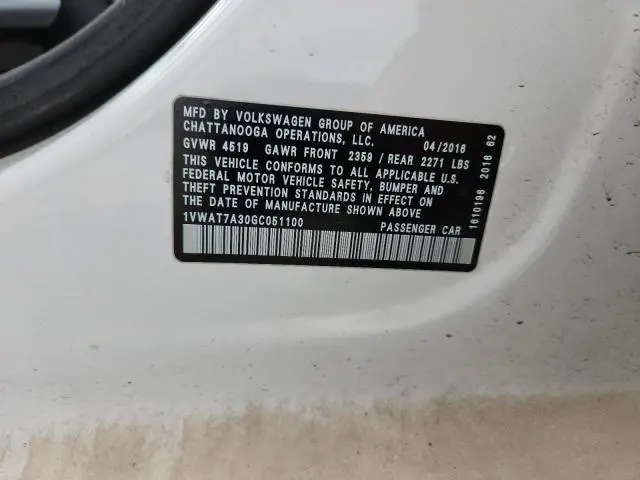 MFD BY VOLKSWAGEN GROUP OF AMERICA
CHATTANOOGA OPERATIONS, LLC. 04/2016
GVWR 4519 GAWR FRONT 2359 / REAR 2271 LBS
THIS VEHICLE CONFORMS TO ALL APPLICABLE U.S.
FEDERAL MOTOR VEHICLE SAFETY, BUMPER AND
THEFT PREVENTION STANDARDS IN EFFECT ON
THE DATE OF MANUFACTURE SHOWN ABOVE
1VWAT7A30GC051100 PASSENGER CAR
1610196 2016 62